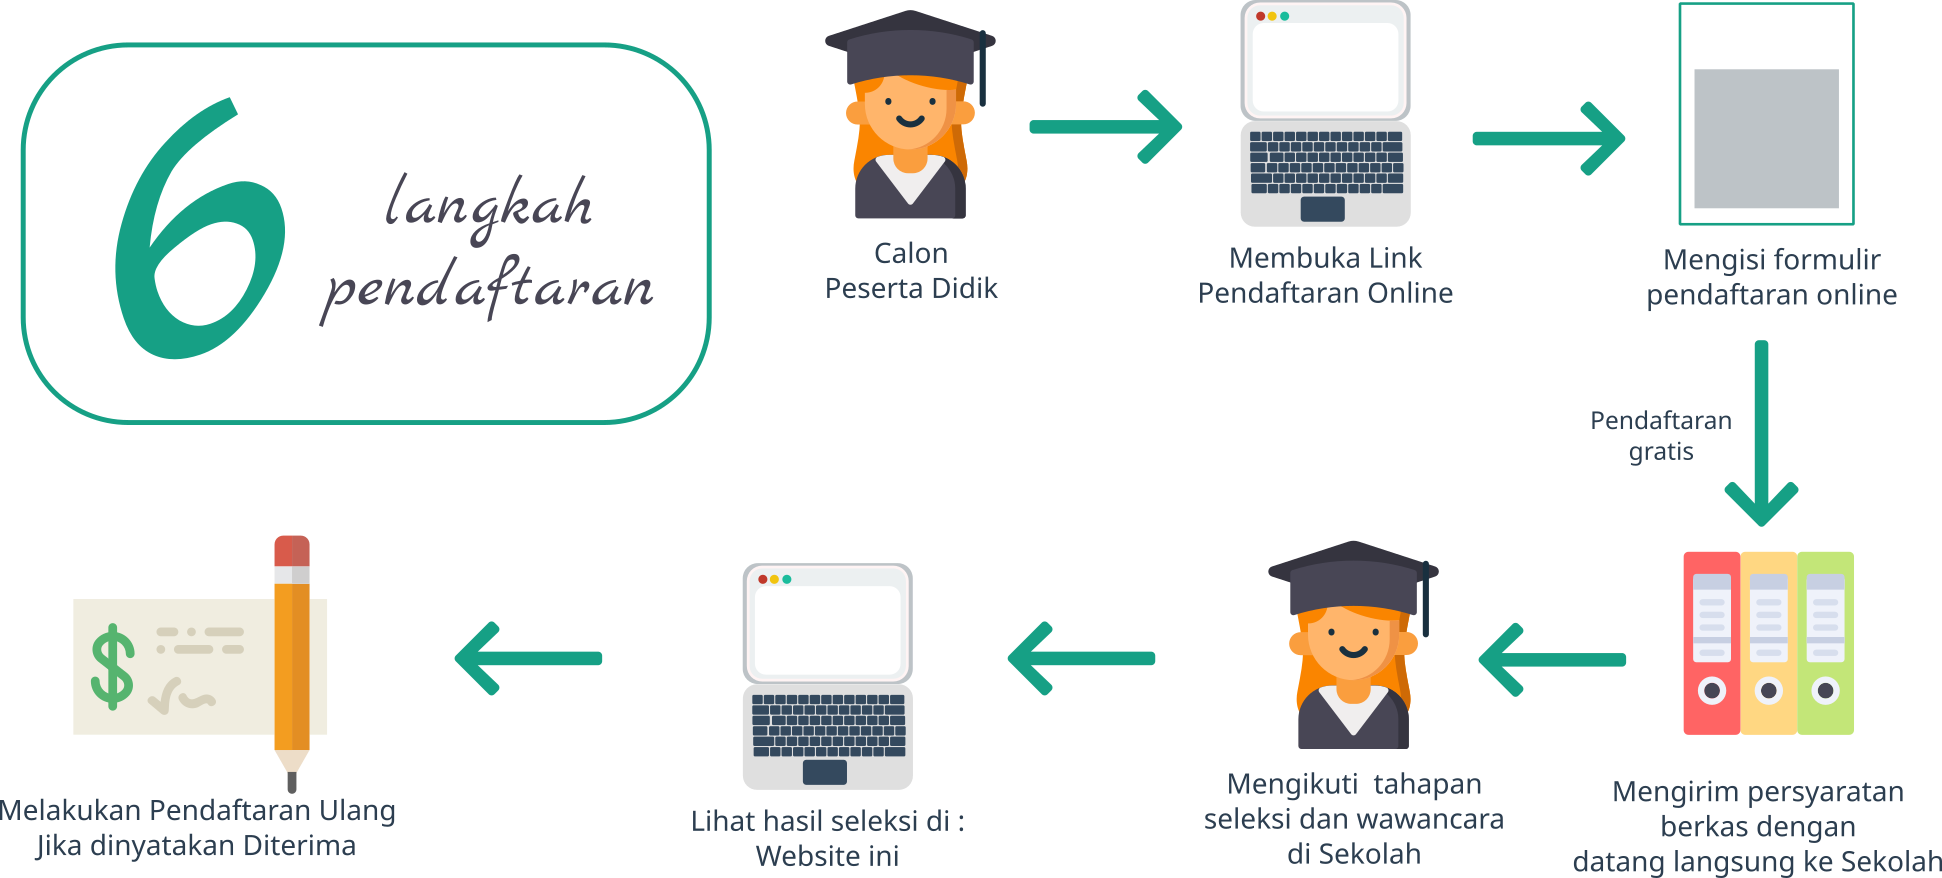 6
langkah
pendaftaran
Calon
Peserta Didik
Membuka Link
Pendaftaran Online
Mengisi formulir
pendaftaran online
Pendaftaran
gratis
Mengirim persyaratan
berkas dengan
datang langsung ke Sekolah
Mengikuti tahapan
seleksi dan wawancara
di Sekolah
Lihat hasil seleksi di :
Website ini
Melakukan Pendaftaran Ulang
Jika dinyatakan Diterima
$